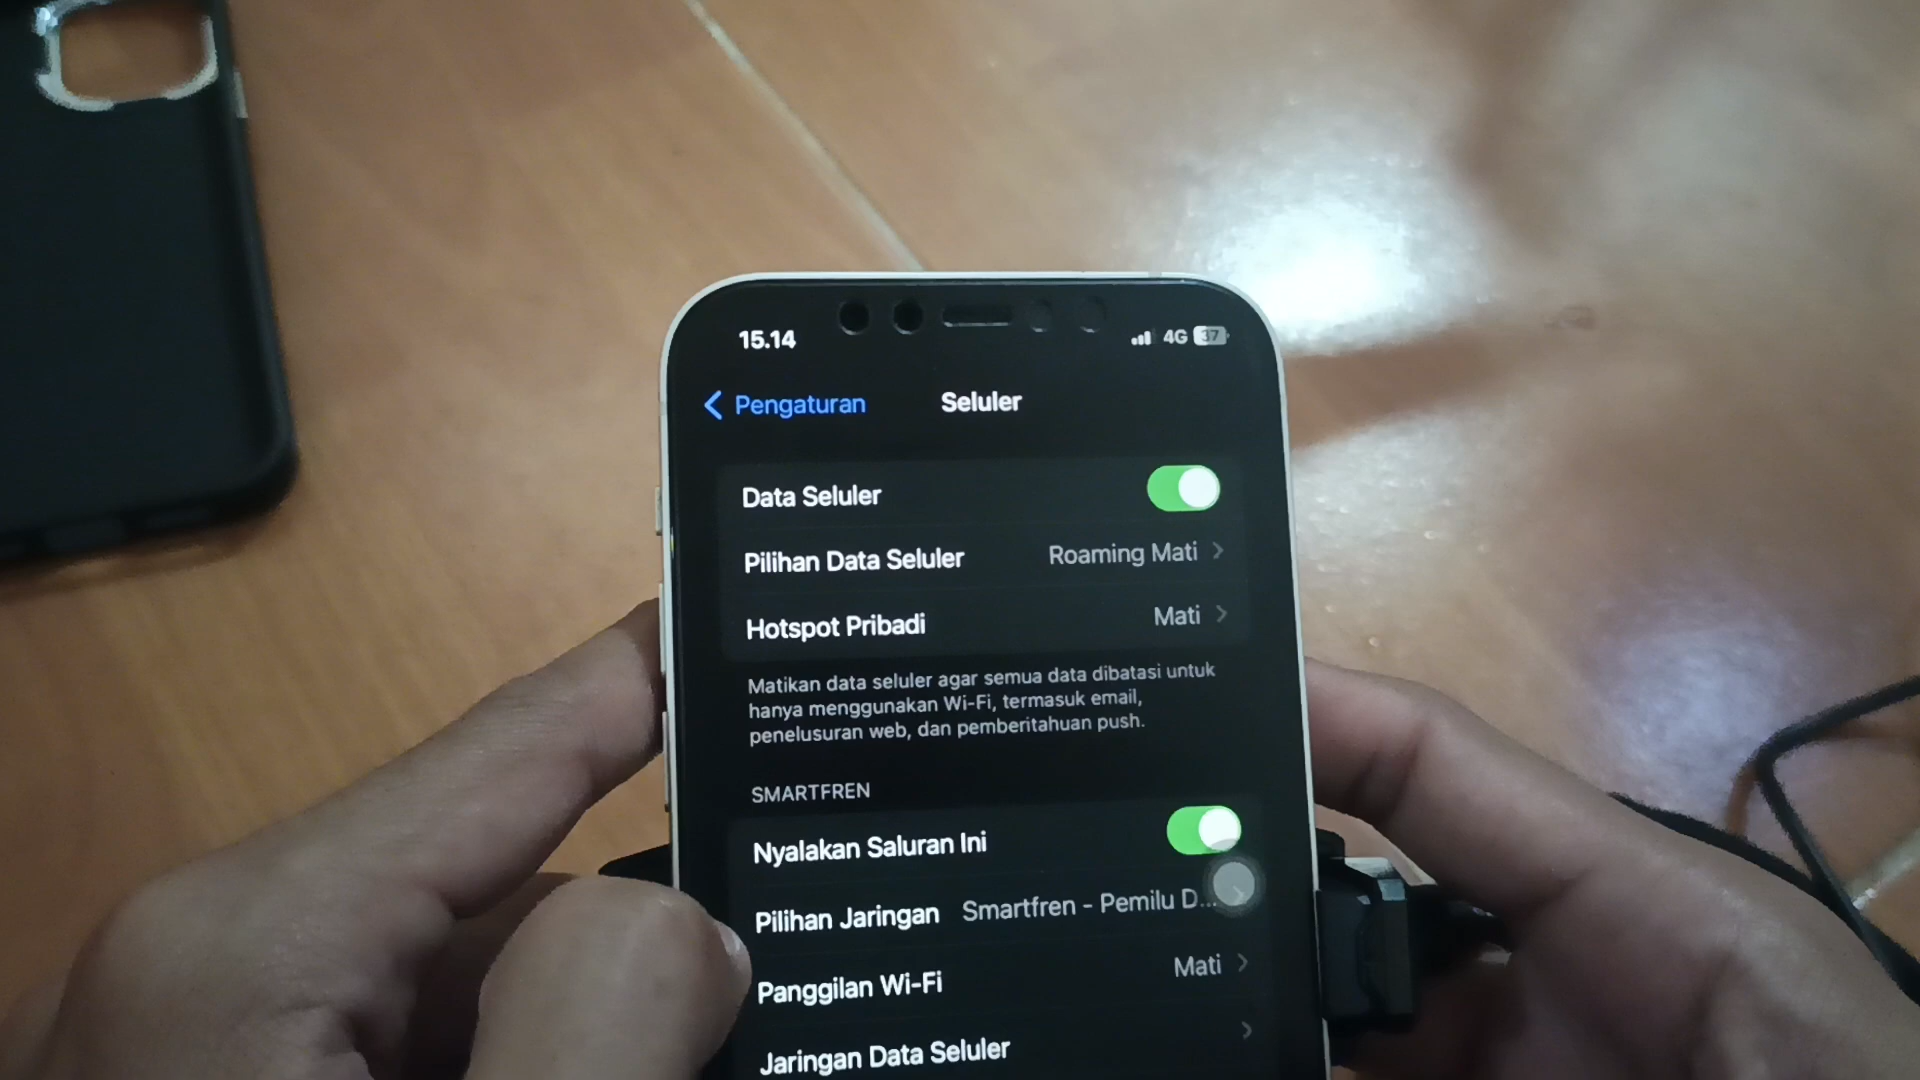 15.14
4G 37
Pengaturan
Seluler
Data Seluler
Pilihan Data Seluler Roaming Mati
Hotspot Pribadi Mati
Matikan data seluler agar semua data dibatasi untuk
hanya menggunakan Wi-Fi, termasuk email,
penelusuran web, dan pemberitahuan push.
SMARTFREN
Nyalakan Saluran Ini
Pilihan Jaringan Smartfren - Pemilu D...
Panggilan Wi-Fi Mati
Jaringan Data Seluler